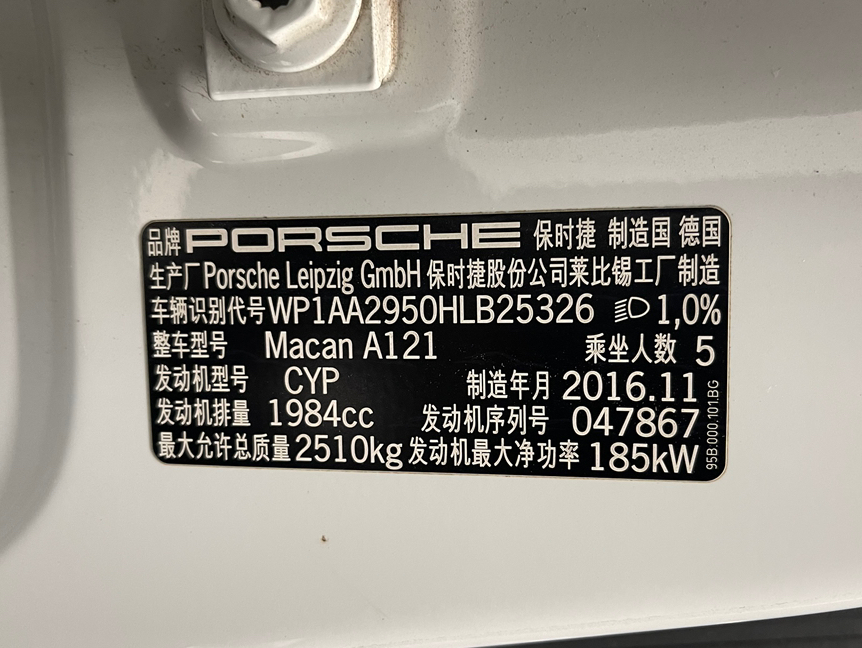 品牌 PORSCHE 保时捷 制造国 德国
生产厂 Porsche Leipzig GmbH 保时捷股份公司莱比锡工厂制造
车辆识别代号 WP1AA2950HLB25326 1,0%
整车型号 Macan A121 乘坐人数 5
发动机型号 CYP 制造年月 2016.11
发动机排量 1984cc 发动机序列号 047867
最大允许总质量 2510kg 发动机最大净功率 185kW
95B.000.101.BG